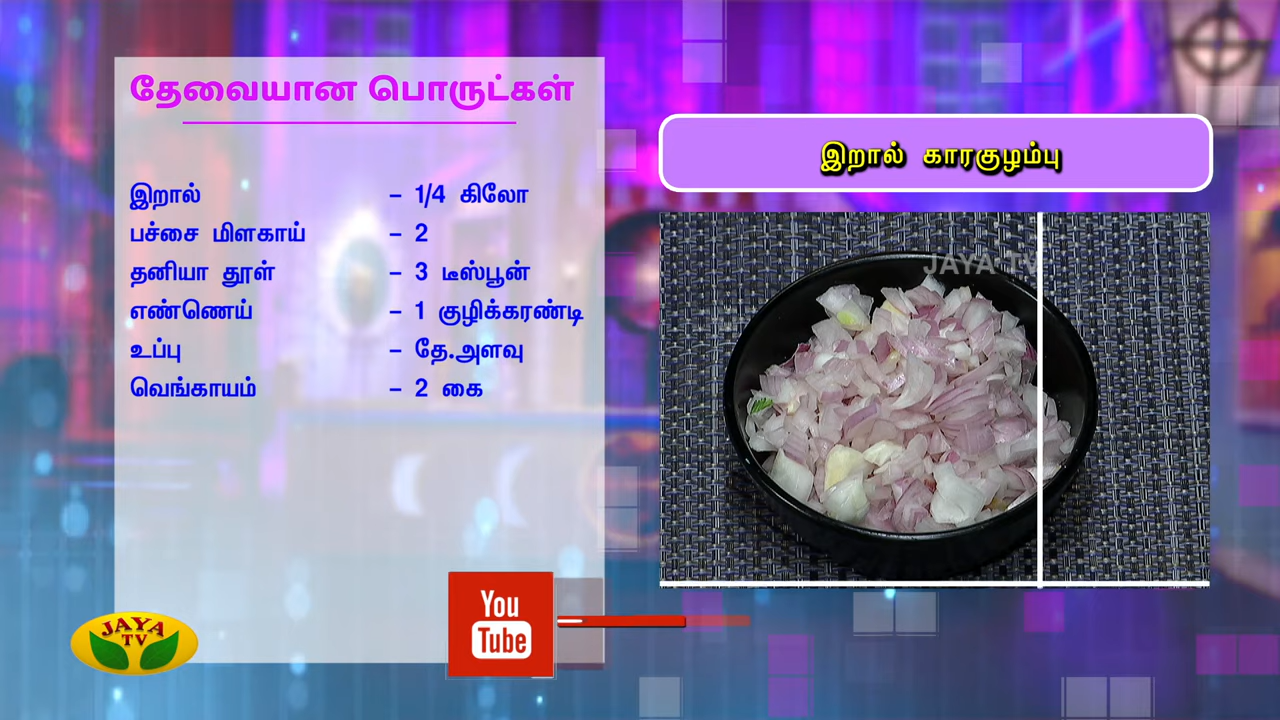 தேவையான பொருட்கள்
இறால் – 1/4 கிலோ
பச்சை மிளகாய் – 2
தனியா தூள் – 3 டீஸ்பூன்
எண்ணெய் – 1 குழிக்கரண்டி
உப்பு – தே.அளவு
வெங்காயம் – 2 கை
இறால் காரகுழம்பு
JAYA TV
JAYA
TV
You
Tube